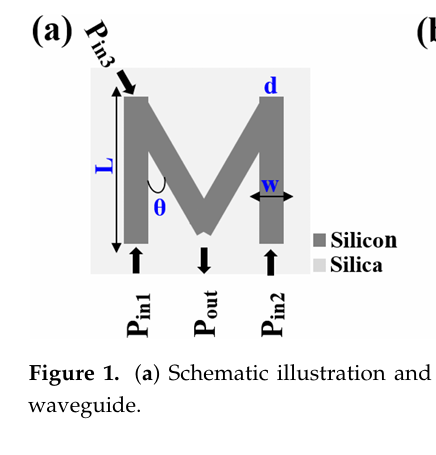 (a)
(b
Pin3
d
L
w
θ
Silicon
Silica
Pin1
Pout
Pin2
Figure 1. (a) Schematic illustration and
waveguide.